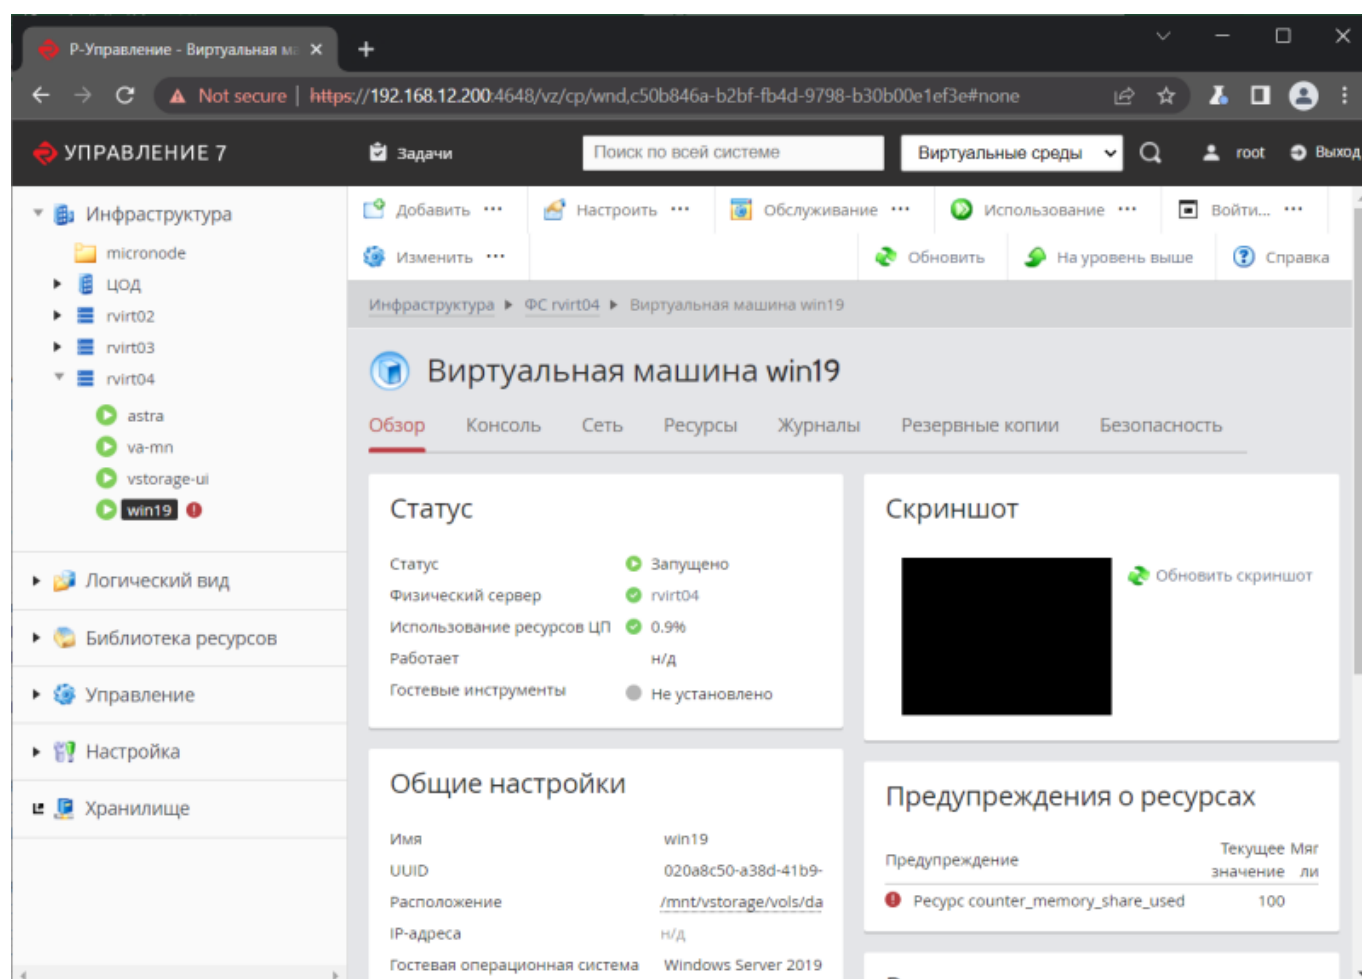 Р-Управление - Виртуальная ма
Not secure | https://192.168.12.200:4648/vz/cp/wnd,c50b846a-b2bf-fb4d-9798-b30b00e1ef3e#none
УПРАВЛЕНИЕ 7
Задачи
Поиск по всей системе
Виртуальные среды
root
Выход
Инфраструктура
micronode
ЦОД
rvirt02
rvirt03
rvirt04
astra
va-mn
vstorage-ui
win19
Логический вид
Библиотека ресурсов
Управление
Настройка
Хранилище
Добавить ···
Настроить ···
Обслуживание ···
Использование ···
Войти... ···
Изменить ···
Обновить
На уровень выше
Справка
Инфраструктура ФС rvirt04 Виртуальная машина win19
Виртуальная машина win19
Обзор Консоль Сеть Ресурсы Журналы Резервные копии Безопасность
Статус
Статус Запущено
Физический сервер rvirt04
Использование ресурсов ЦП 0.9%
Работает н/д
Гостевые инструменты Не установлено
Скриншот
Обновить скриншот
Общие настройки
Имя win19
UUID 020a8c50-a38d-41b9-
Расположение /mnt/vstorage/vols/da
IP-адреса н/д
Гостевая операционная система Windows Server 2019
Предупреждения о ресурсах
Предупреждение Текущее Мяг
значение ли
Ресурс counter_memory_share_used 100